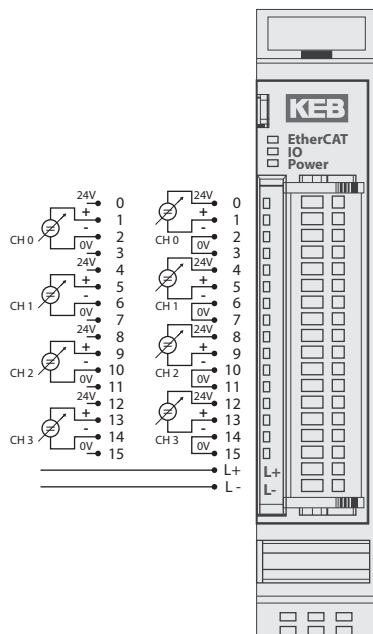 KEB
EtherCAT
IO
Power
24V 0 24V 0
+ 1 + 1
- 2 - 2
CH 0 0V 3 CH 0 0V 3
24V 4 24V 4
+ 5 + 5
CH 1 - 6 CH 1 - 6
0V 7 0V 7
24V 8 24V 8
+ 9 + 9
CH 2 - 10 CH 2 - 10
0V 11 0V 11
24V 12 24V 12
+ 13 + 13
CH 3 - 14 CH 3 - 14
0V 15 0V 15
L+ L+
L - L-